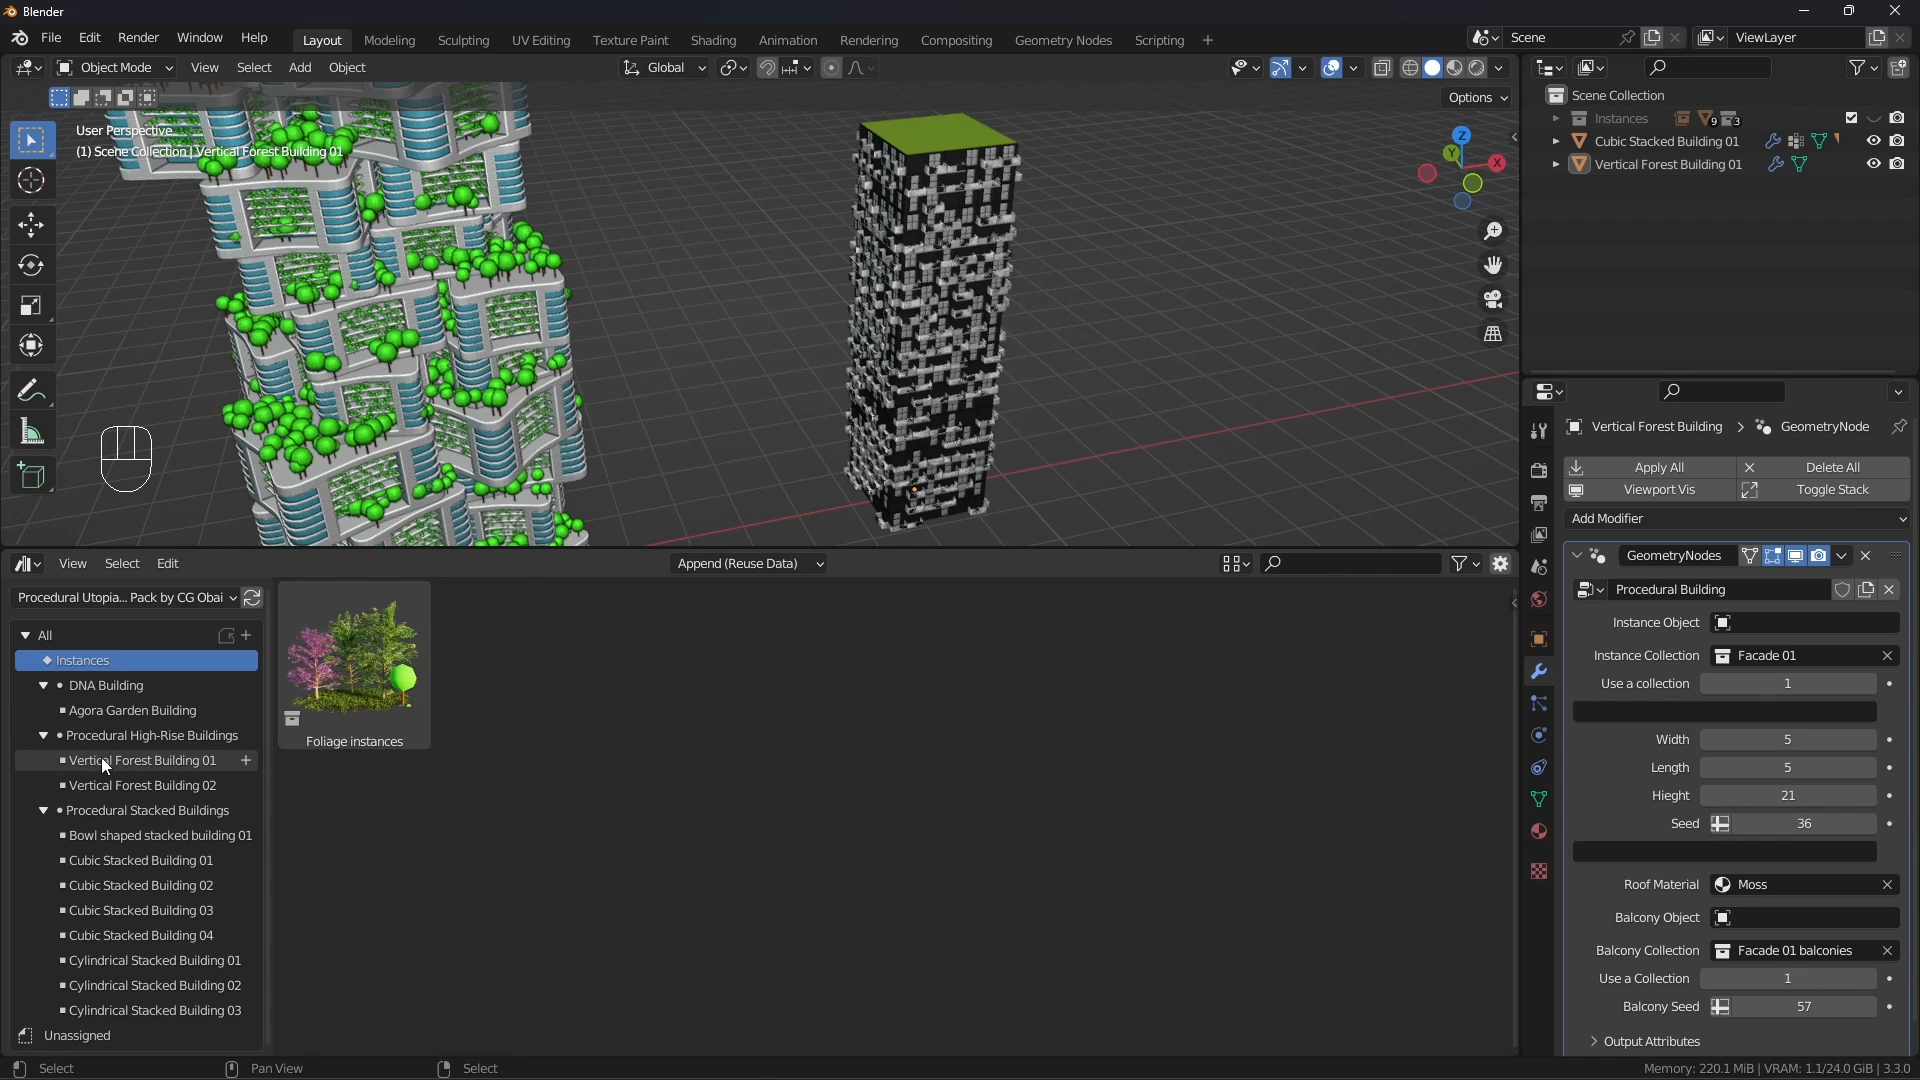 Blender
File Edit Render Window Help
Layout Modeling Sculpting UV Editing Texture Paint Shading Animation Rendering Compositing Geometry Nodes Scripting +
Scene
ViewLayer
Object Mode View Select Add Object
Global
Options
User Perspective
(1) Scene Collection | Vertical Forest Building 01
Z
Y
X
Scene Collection
Instances 9 3
Cubic Stacked Building 01
Vertical Forest Building 01
View Select Edit
Append (Reuse Data)
Procedural Utopia... Pack by CG Obai
All
Instances
DNA Building
Agora Garden Building
Procedural High-Rise Buildings
Vertical Forest Building 01
Vertical Forest Building 02
Procedural Stacked Buildings
Bowl shaped stacked building 01
Cubic Stacked Building 01
Cubic Stacked Building 02
Cubic Stacked Building 03
Cubic Stacked Building 04
Cylindrical Stacked Building 01
Cylindrical Stacked Building 02
Cylindrical Stacked Building 03
Unassigned
Foliage instances
Vertical Forest Building > GeometryNode
Apply All Delete All
Viewport Vis Toggle Stack
Add Modifier
GeometryNodes
Procedural Building
Instance Object
Instance Collection Facade 01
Use a collection 1
Width 5
Length 5
Hieght 21
Seed 36
Roof Material Moss
Balcony Object
Balcony Collection Facade 01 balconies
Use a Collection 1
Balcony Seed 57
Output Attributes
Select Pan View Select
Memory: 220.1 MiB | VRAM: 1.1/24.0 GiB | 3.3.0